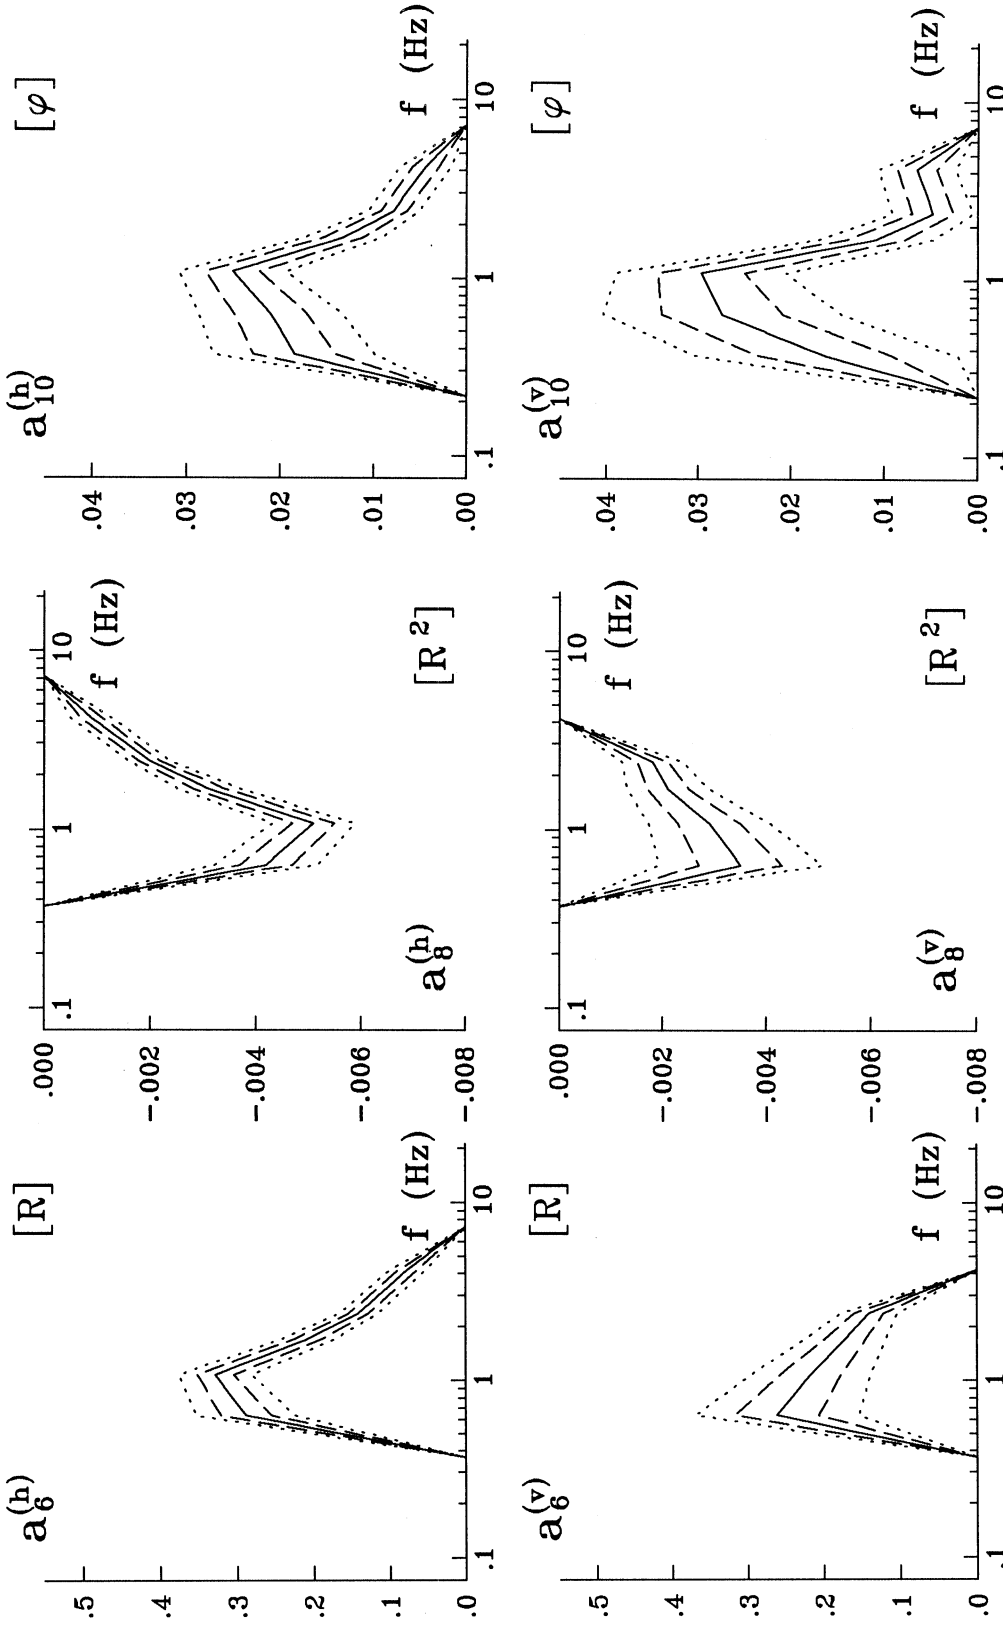 a₆⁽ʰ⁾ [R]
.5
.4
.3
.2
.1
.0
.1 1 10
f (Hz)
a₈⁽ʰ⁾ [R²]
.000
-.002
-.004
-.006
-.008
.1 1 10
f (Hz)
a₁₀⁽ʰ⁾ [φ]
.04
.03
.02
.01
.00
.1 1 10
f (Hz)
a₆⁽ᵛ⁾ [R]
.5
.4
.3
.2
.1
.0
.1 1 10
f (Hz)
a₈⁽ᵛ⁾ [R²]
.000
-.002
-.004
-.006
-.008
.1 1 10
f (Hz)
a₁₀⁽ᵛ⁾ [φ]
.04
.03
.02
.01
.00
.1 1 10
f (Hz)